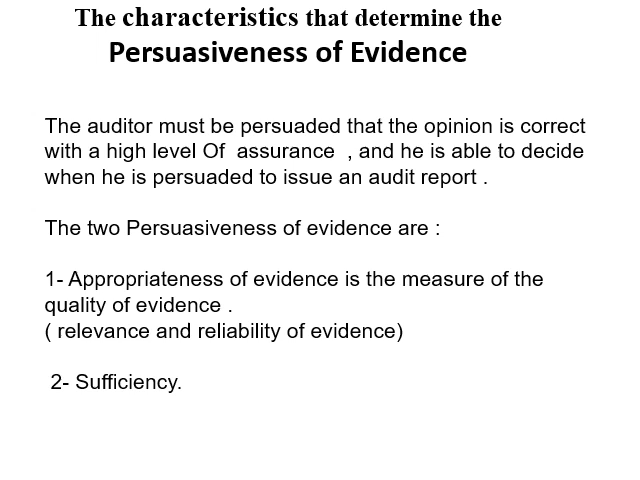 The characteristics that determine the
Persuasiveness of Evidence
The auditor must be persuaded that the opinion is correct
with a high level Of  assurance  , and he is able to decide
when he is persuaded to issue an audit report .
The two Persuasiveness of evidence are :
1- Appropriateness of evidence is the measure of the
quality of evidence .
( relevance and reliability of evidence)
2- Sufficiency.